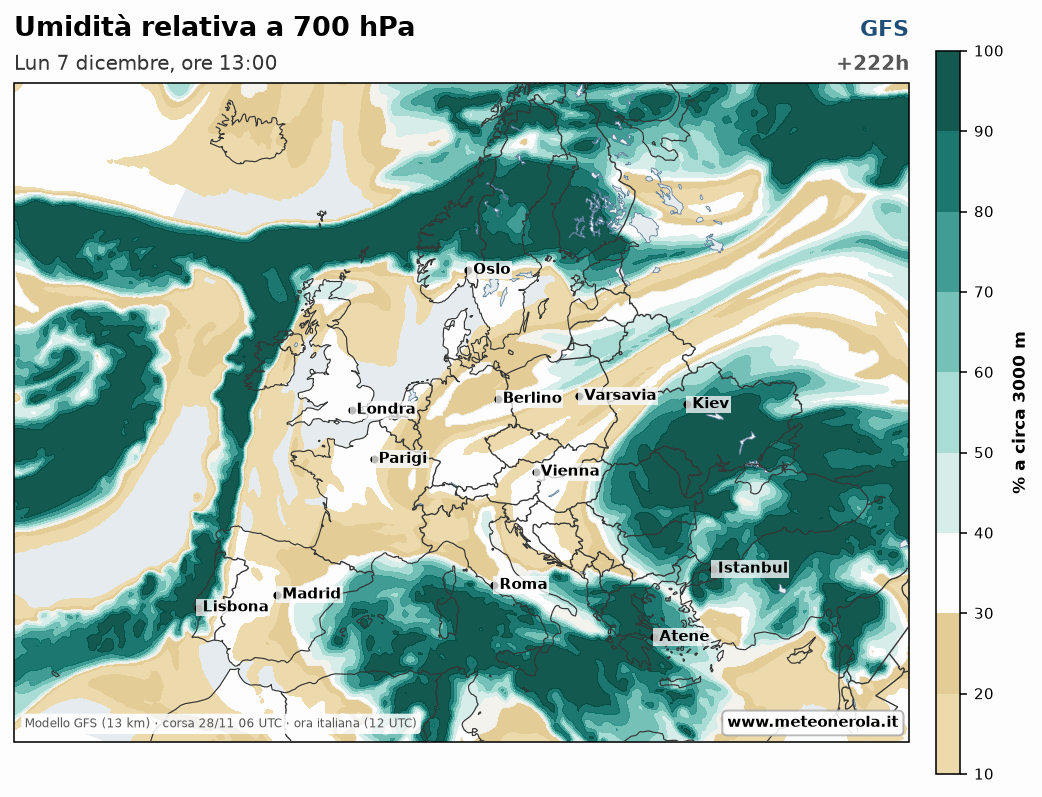 Umidità relativa a 700 hPa
GFS
Lun 7 dicembre, ore 13:00
+222h
100
90
80
70
60
50
40
30
20
10
% a circa 3000 m
Oslo
Berlino
Varsavia
Kiev
Londra
Parigi
Vienna
Istanbul
Roma
Madrid
Lisbona
Atene
Modello GFS (13 km) · corsa 28/11 06 UTC · ora italiana (12 UTC)
www.meteonerola.it